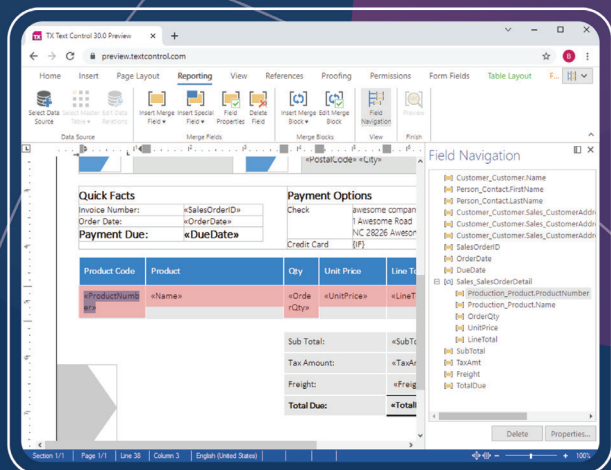 TX Text Control 30.0 Preview
preview.textcontrol.com
B
Home Insert Page Layout Reporting View References Proofing Permissions Form Fields Table Layout F...
Select Data Source
Select Master Table
Edit Data Relations
Insert Merge Field
Insert Special Field
Field Properties
Delete Field
Insert Merge Block
Edit Merge Block
Field Navigation
Preview
Data Source Merge Fields Merge Blocks View Finish
«PostalCode» «City»
Quick Facts
Invoice Number: «SalesOrderID»
Order Date: «OrderDate»
Payment Due: «DueDate»
Payment Options
Check awesome compan
1 Awesome Road
NC 28226 Aweson
Credit Card {IF}
Product Code Product Qty Unit Price Line To
«ProductNumb
er» «Name» «Orde
rQty» «UnitPrice» «LineT
Sub Total: «SubTo
Tax Amount: «TaxAr
Freight: «Freig
Total Due: «Totall
Field Navigation
Customer_Customer.Name
Person_Contact.FirstName
Person_Contact.LastName
Customer_Customer.Sales_CustomerAddre
Customer_Customer.Sales_CustomerAddre
Customer_Customer.Sales_CustomerAddre
SalesOrderID
OrderDate
DueDate
Sales_SalesOrderDetail
Production_Product.ProductNumber
Production_Product.Name
OrderQty
UnitPrice
LineTotal
SubTotal
TaxAmt
Freight
TotalDue
Delete Properties...
Section 1/1 Page 1/1 Line 38 Column 3 English (United States) 100%